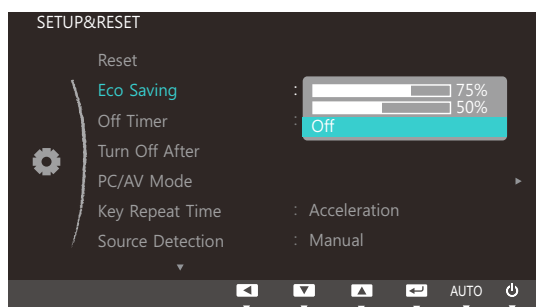 SETUP&RESET
Reset
Eco Saving : 75%
50%
Off Timer : Off
Turn Off After
PC/AV Mode
Key Repeat Time : Acceleration
Source Detection : Manual
AUTO